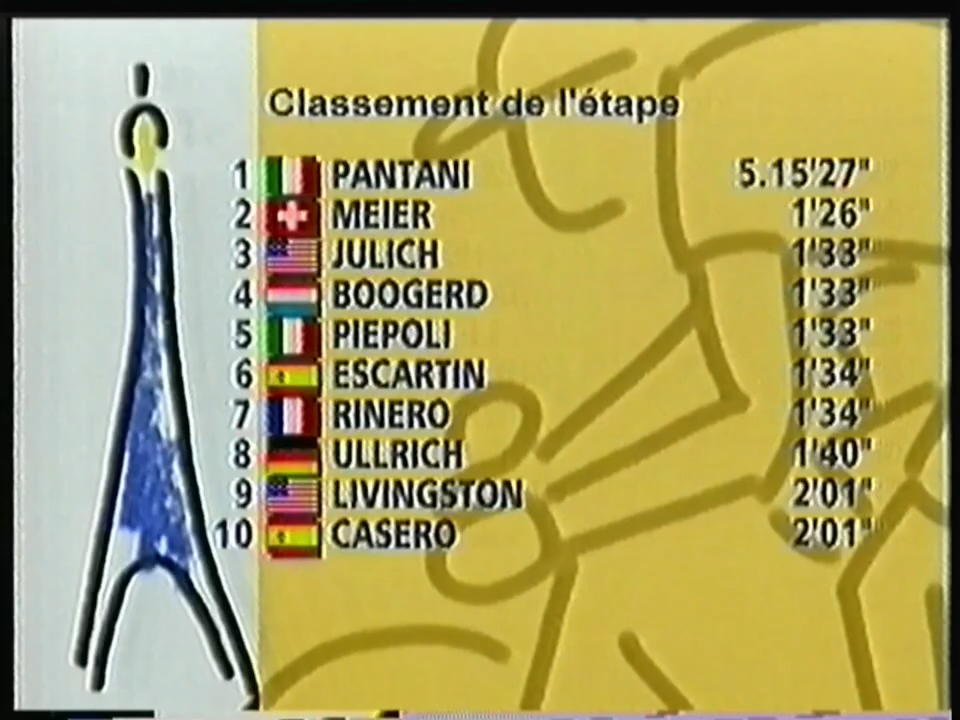 Classement de l'étape
1 PANTANI 5.15'27"
2 MEIER 1'26"
3 JULICH 1'33"
4 BOOGERD 1'33"
5 PIEPOLI 1'33"
6 ESCARTIN 1'34"
7 RINERO 1'34"
8 ULLRICH 1'40"
9 LIVINGSTON 2'01"
10 CASERO 2'01"